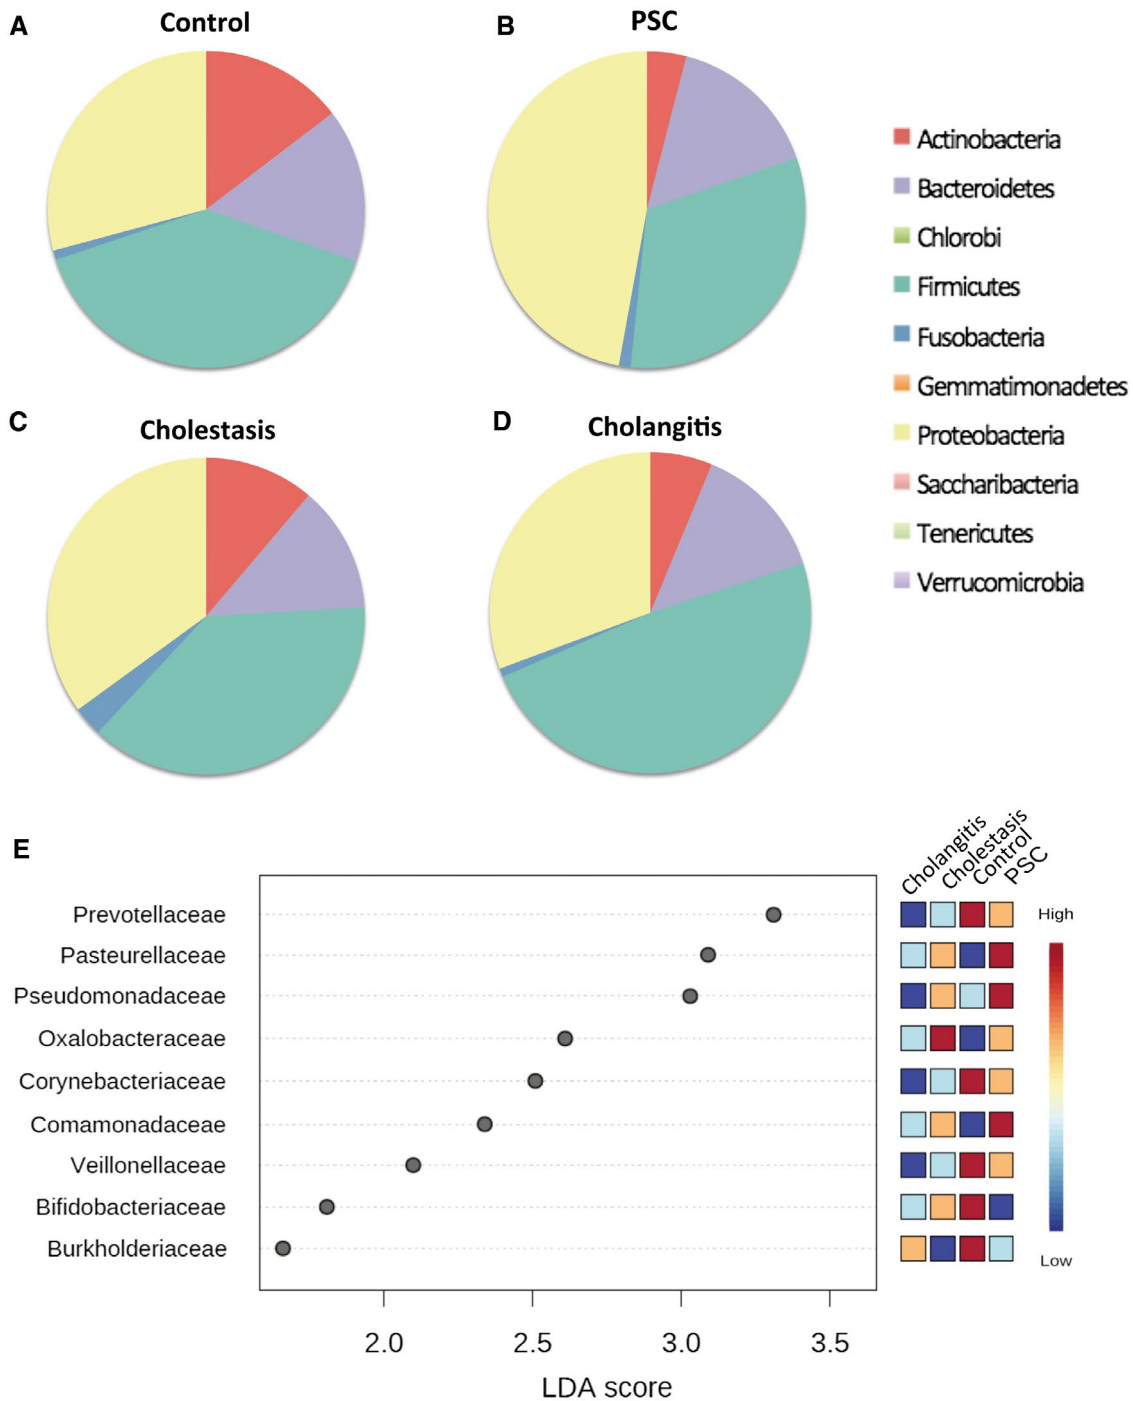 A
Control
B
PSC
Actinobacteria
Bacteroidetes
Chlorobi
Firmicutes
Fusobacteria
Gemmatimonadetes
Proteobacteria
Saccharibacteria
Tenericutes
Verrucomicrobia
C
Cholestasis
D
Cholangitis
E
Cholangitis
Cholestasis
Control
PSC
Prevotellaceae
Pasteurellaceae
Pseudomonadaceae
Oxalobacteraceae
Corynebacteriaceae
Comamonadaceae
Veillonellaceae
Bifidobacteriaceae
Burkholderiaceae
High
Low
2.0 2.5 3.0 3.5
LDA score